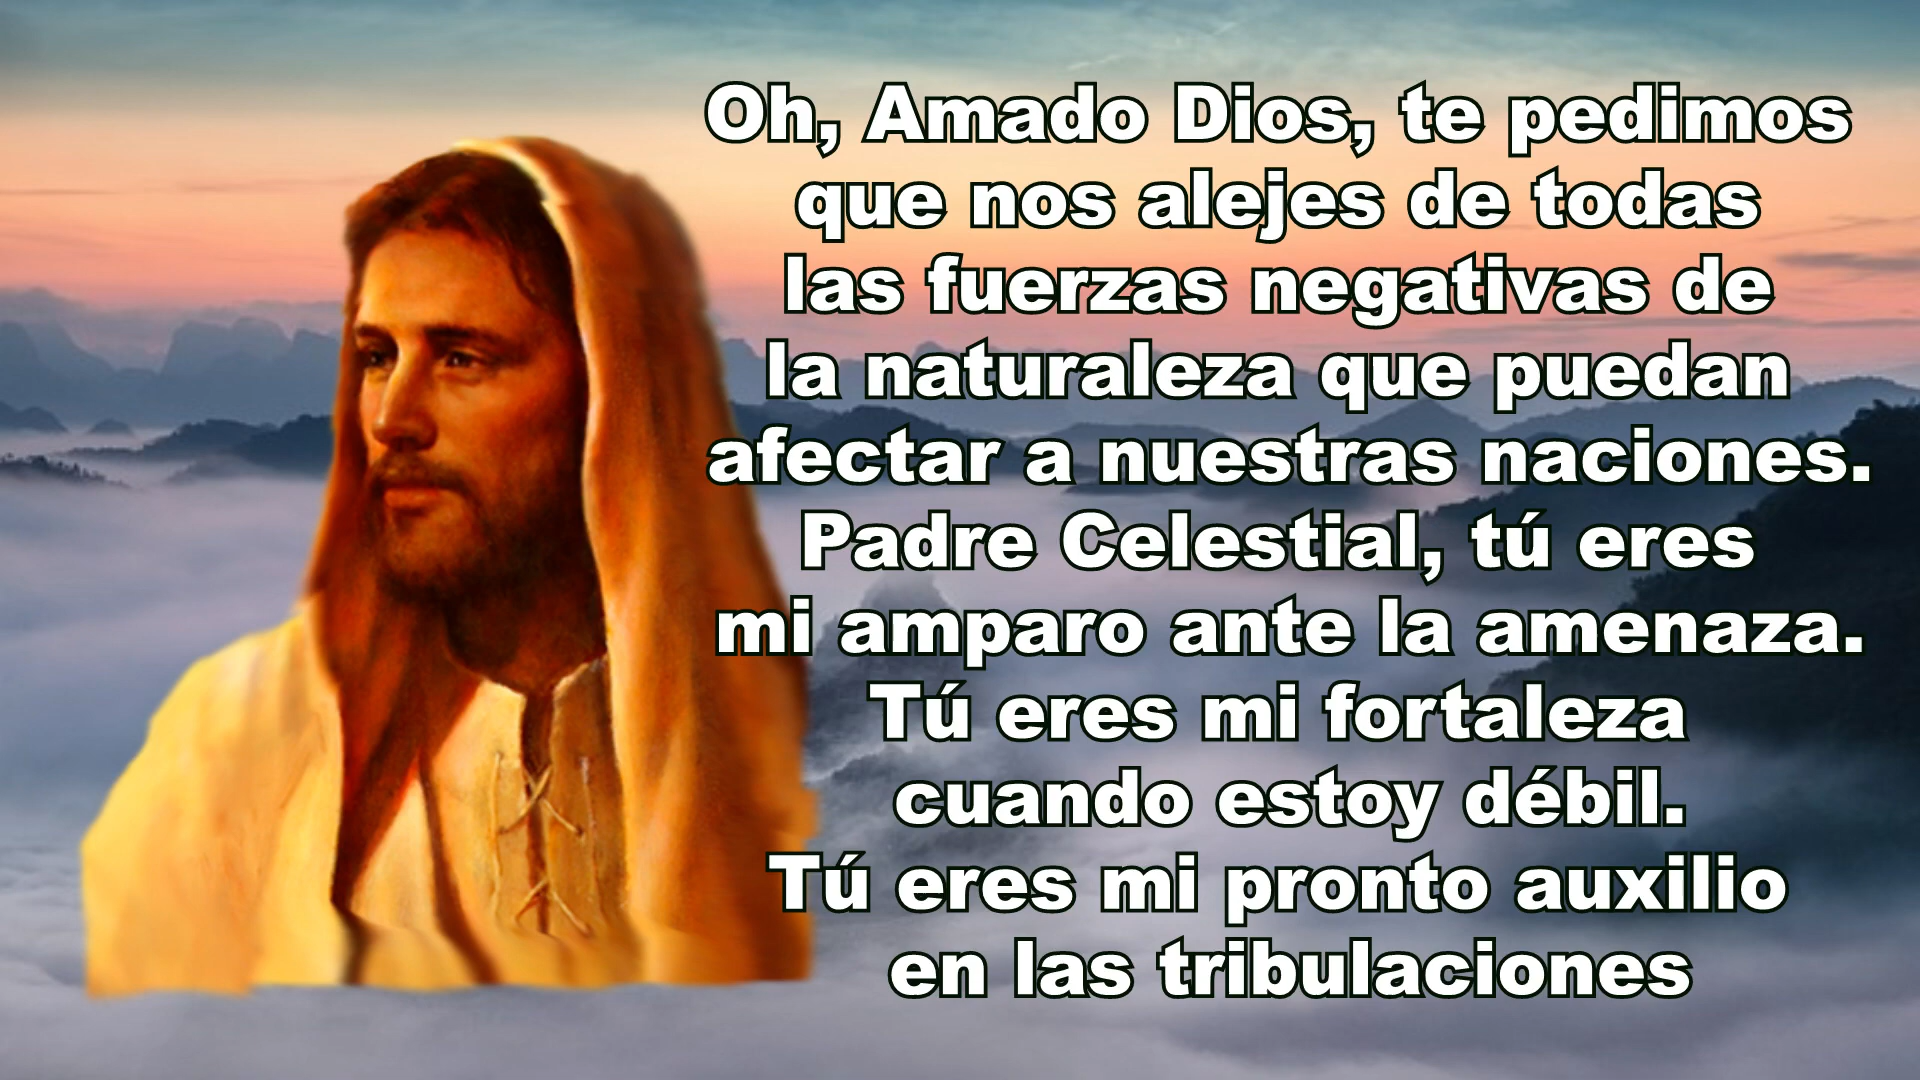 Oh, Amado Dios, te pedimos
que nos alejes de todas
las fuerzas negativas de
la naturaleza que puedan
afectar a nuestras naciones.
Padre Celestial, tú eres
mi amparo ante la amenaza.
Tú eres mi fortaleza
cuando estoy débil.
Tú eres mi pronto auxilio
en las tribulaciones